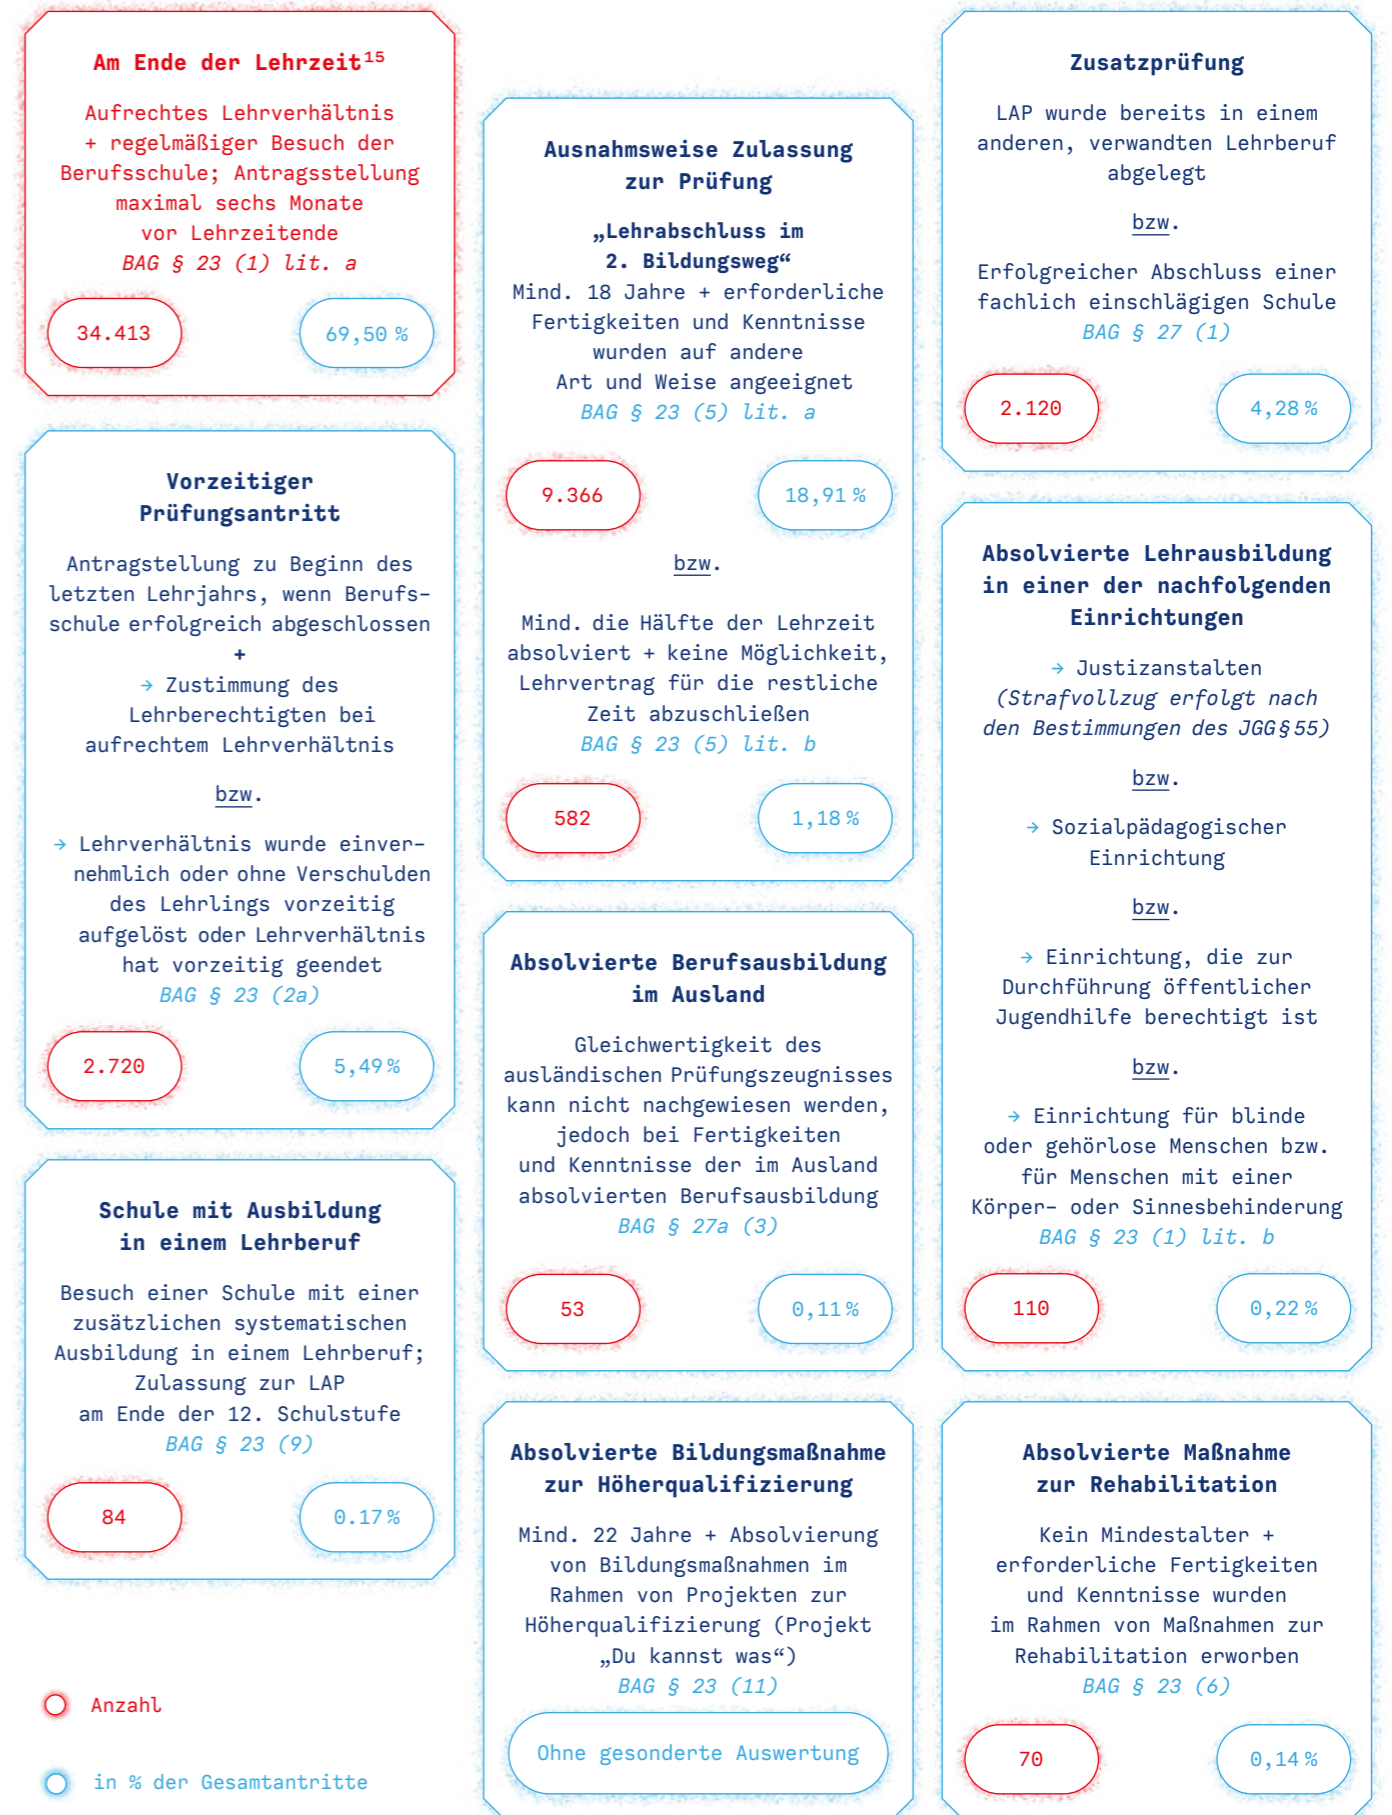 Am Ende der Lehrzeit¹⁵
Aufrechtes Lehrverhältnis
+ regelmäßiger Besuch der
Berufsschule; Antragsstellung
maximal sechs Monate
vor Lehrzeitende
BAG § 23 (1) lit. a
34.413
69,50 %
Vorzeitiger
Prüfungsantritt
Antragstellung zu Beginn des
letzten Lehrjahrs, wenn Berufs-
schule erfolgreich abgeschlossen
+
→ Zustimmung des
Lehrberechtigten bei
aufrechtem Lehrverhältnis
bzw.
→ Lehrverhältnis wurde einver-
nehmlich oder ohne Verschulden
des Lehrlings vorzeitig
aufgelöst oder Lehrverhältnis
hat vorzeitig geendet
BAG § 23 (2a)
2.720
5,49 %
Schule mit Ausbildung
in einem Lehrberuf
Besuch einer Schule mit einer
zusätzlichen systematischen
Ausbildung in einem Lehrberuf;
Zulassung zur LAP
am Ende der 12. Schulstufe
BAG § 23 (9)
84
0.17 %
Anzahl
in % der Gesamtantritte
Ausnahmsweise Zulassung
zur Prüfung
„Lehrabschluss im
2. Bildungsweg“
Mind. 18 Jahre + erforderliche
Fertigkeiten und Kenntnisse
wurden auf andere
Art und Weise angeeignet
BAG § 23 (5) lit. a
9.366
18,91 %
bzw.
Mind. die Hälfte der Lehrzeit
absolviert + keine Möglichkeit,
Lehrvertrag für die restliche
Zeit abzuschließen
BAG § 23 (5) lit. b
582
1,18 %
Absolvierte Berufsausbildung
im Ausland
Gleichwertigkeit des
ausländischen Prüfungszeugnisses
kann nicht nachgewiesen werden,
jedoch bei Fertigkeiten
und Kenntnisse der im Ausland
absolvierten Berufsausbildung
BAG § 27a (3)
53
0,11 %
Absolvierte Bildungsmaßnahme
zur Höherqualifizierung
Mind. 22 Jahre + Absolvierung
von Bildungsmaßnahmen im
Rahmen von Projekten zur
Höherqualifizierung (Projekt
„Du kannst was“)
BAG § 23 (11)
Ohne gesonderte Auswertung
Zusatzprüfung
LAP wurde bereits in einem
anderen, verwandten Lehrberuf
abgelegt
bzw.
Erfolgreicher Abschluss einer
fachlich einschlägigen Schule
BAG § 27 (1)
2.120
4,28 %
Absolvierte Lehrausbildung
in einer der nachfolgenden
Einrichtungen
→ Justizanstalten
(Strafvollzug erfolgt nach
den Bestimmungen des JGG § 55)
bzw.
→ Sozialpädagogischer
Einrichtung
bzw.
→ Einrichtung, die zur
Durchführung öffentlicher
Jugendhilfe berechtigt ist
bzw.
→ Einrichtung für blinde
oder gehörlose Menschen bzw.
für Menschen mit einer
Körper- oder Sinnesbehinderung
BAG § 23 (1) lit. b
110
0,22 %
Absolvierte Maßnahme
zur Rehabilitation
Kein Mindestalter +
erforderliche Fertigkeiten
und Kenntnisse wurden
im Rahmen von Maßnahmen zur
Rehabilitation erworben
BAG § 23 (6)
70
0,14 %